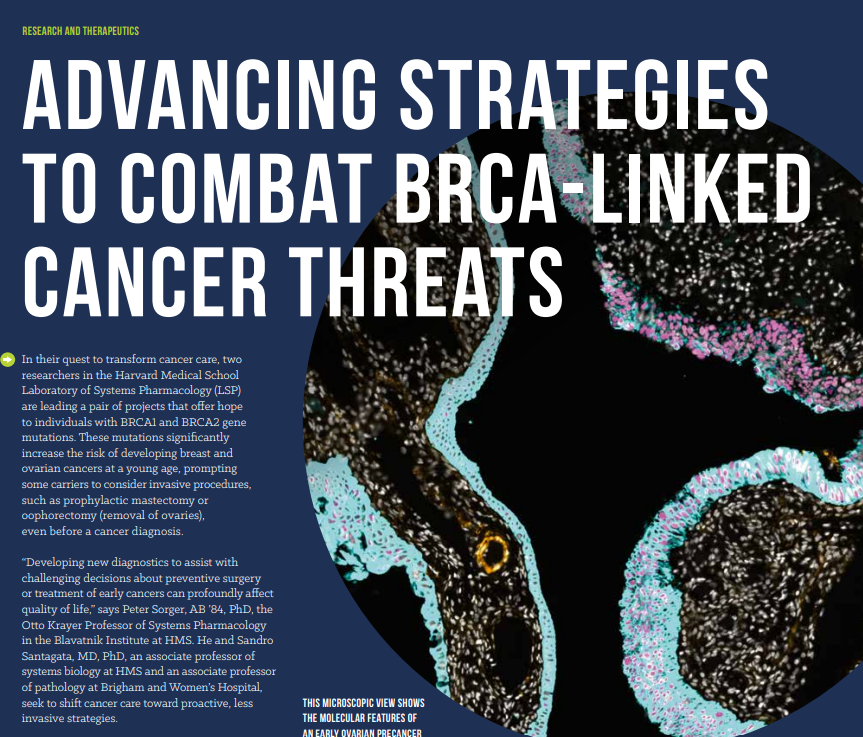 RESEARCH AND THERAPEUTICS
ADVANCING STRATEGIES
TO COMBAT BRCA-LINKED
CANCER THREATS
In their quest to transform cancer care, two
researchers in the Harvard Medical School
Laboratory of Systems Pharmacology (LSP)
are leading a pair of projects that offer hope
to individuals with BRCA1 and BRCA2 gene
mutations. These mutations significantly
increase the risk of developing breast and
ovarian cancers at a young age, prompting
some carriers to consider invasive procedures,
such as prophylactic mastectomy or
oophorectomy (removal of ovaries),
even before a cancer diagnosis.
“Developing new diagnostics to assist with
challenging decisions about preventive surgery
or treatment of early cancers can profoundly affect
quality of life,” says Peter Sorger, AB ’84, PhD, the
Otto Krayer Professor of Systems Pharmacology
in the Blavatnik Institute at HMS. He and Sandro
Santagata, MD, PhD, an associate professor of
systems biology at HMS and an associate professor
of pathology at Brigham and Women’s Hospital,
seek to shift cancer care toward proactive, less
invasive strategies.
THIS MICROSCOPIC VIEW SHOWS
THE MOLECULAR FEATURES OF
AN EARLY OVARIAN PRECANCER